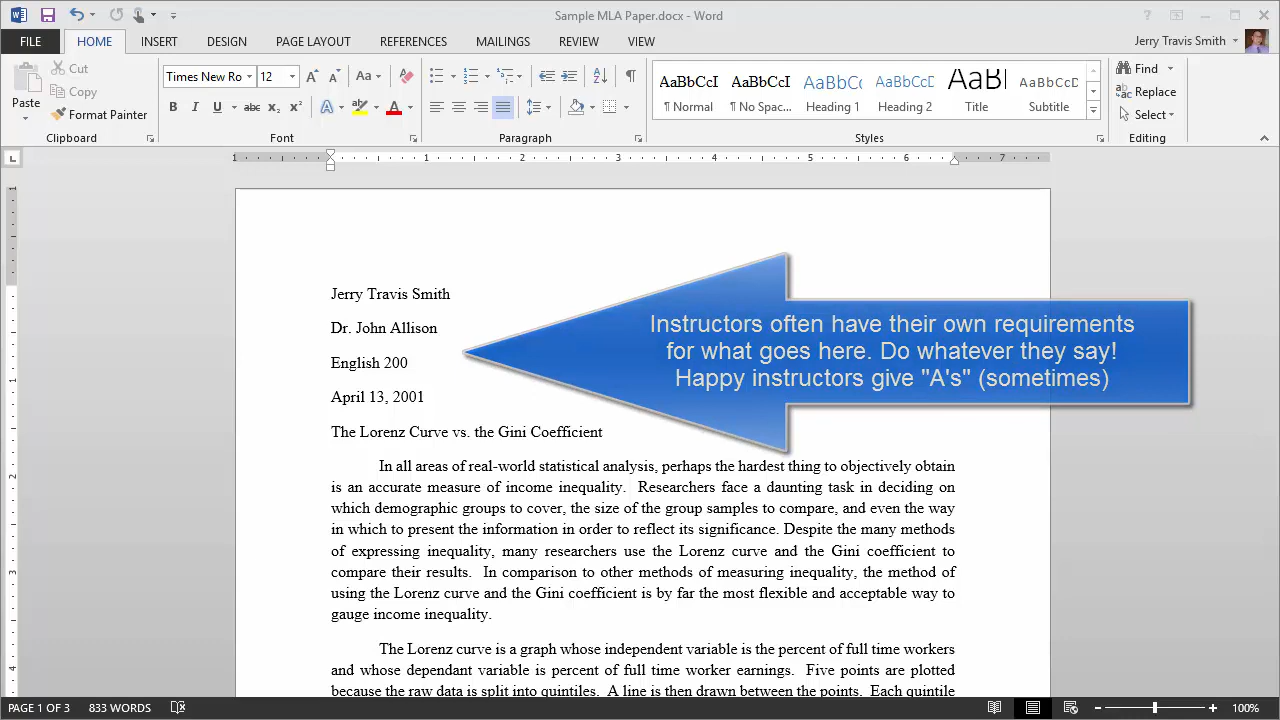 Sample MLA Paper.docx - Word
FILE HOME INSERT DESIGN PAGE LAYOUT REFERENCES MAILINGS REVIEW VIEW Jerry Travis Smith
Paste
Cut
Copy
Format Painter
Clipboard
Times New Ro 12
Font
Paragraph
AaBbCcI AaBbCcI AaBbCc AaBbCcD AaB AaBbCcD
¶ Normal ¶ No Spac... Heading 1 Heading 2 Title Subtitle
Styles
Find
Replace
Select
Editing
1 1 2 3 4 5 6 7
Jerry Travis Smith
Dr. John Allison
English 200
April 13, 2001
The Lorenz Curve vs. the Gini Coefficient
Instructors often have their own requirements
for what goes here. Do whatever they say!
Happy instructors give "A's" (sometimes)
In all areas of real-world statistical analysis, perhaps the hardest thing to objectively obtain
is an accurate measure of income inequality.  Researchers face a daunting task in deciding on
which demographic groups to cover, the size of the group samples to compare, and even the way
in which to present the information in order to reflect its significance. Despite the many methods
of expressing inequality, many researchers use the Lorenz curve and the Gini coefficient to
compare their results.  In comparison to other methods of measuring inequality, the method of
using the Lorenz curve and the Gini coefficient is by far the most flexible and acceptable way to
gauge income inequality.
The Lorenz curve is a graph whose independent variable is the percent of full time workers
and whose dependant variable is percent of full time worker earnings.  Five points are plotted
because the raw data is split into quintiles.  A line is then drawn between the points.  Each quintile
PAGE 1 OF 3 833 WORDS 100%